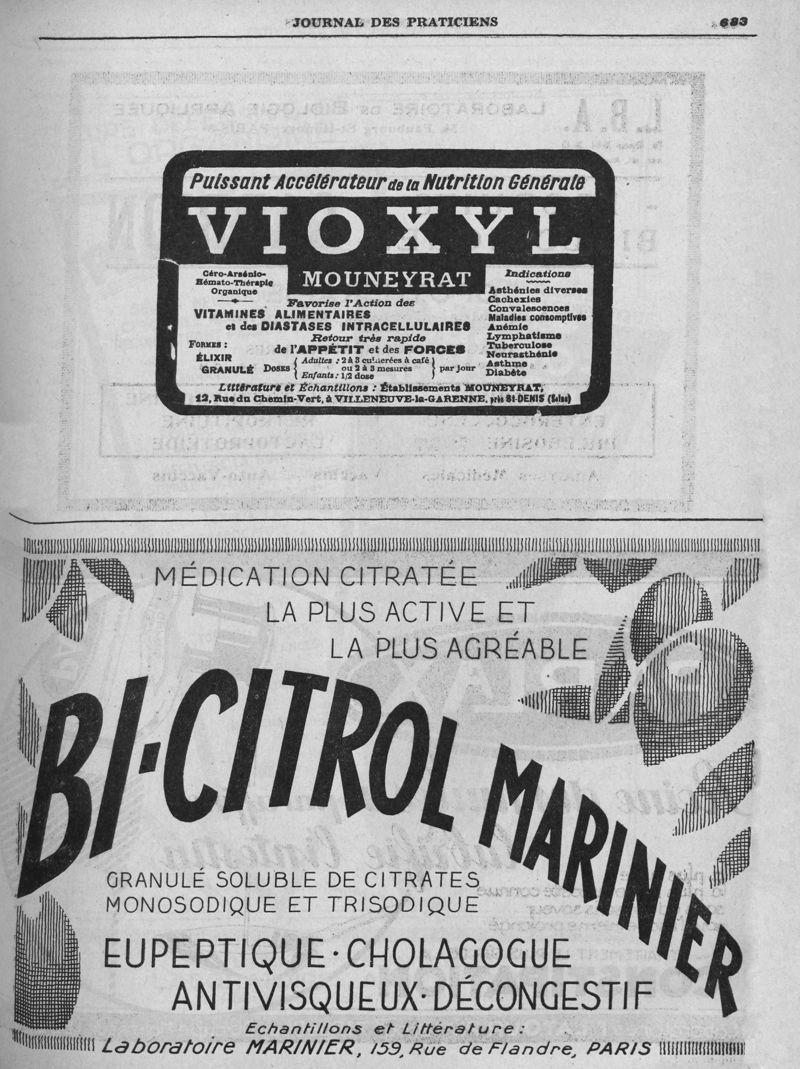 JOURNAL DES PRATICIENS
683
Puissant Accélérateur de la Nutrition Générale
VIOXYL
MOUNEYRAT
Céro-Arsénio-
Hémato-Thérapie
Organique
Favorise l'Action des
VITAMINES ALIMENTAIRES
et des DIASTASES INTRACELLULAIRES
Retour très rapide
de l'APPÉTIT et des FORCES
FORMES :
ÉLIXIR
GRANULÉ
DOSES
Adultes : 2 à 3 cuillerées à café
ou 2 à 3 mesures
Enfants : 1/2 dose
par jour
Indications
Asthénies diverses
Cachexies
Convalescences
Maladies consomptives
Anémie
Lymphatisme
Tuberculose
Neurasthénie
Asthme
Diabète
Littérature et Échantillons : Établissements MOUNEYRAT,
12, Rue du Chemin-Vert, à VILLENEUVE-la-GARENNE, près St-DENIS (Seine)
MÉDICATION CITRATÉE
LA PLUS ACTIVE ET
LA PLUS AGRÉABLE
BI-CITROL MARINIER
GRANULÉ SOLUBLE DE CITRATES
MONOSODIQUE ET TRISODIQUE
EUPEPTIQUE · CHOLAGOGUE
ANTIVISQUEUX · DÉCONGESTIF
Echantillons et Littérature :
Laboratoire MARINIER, 159, Rue de Flandre, PARIS